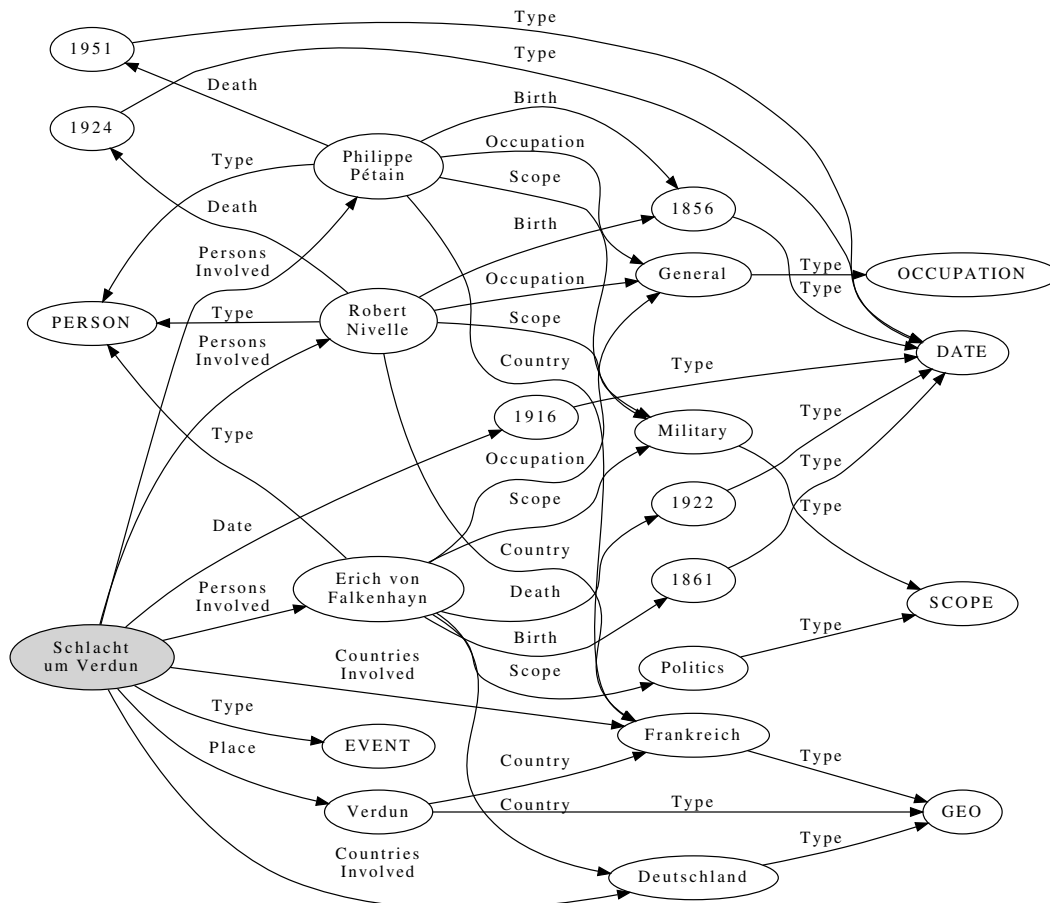 Type
1951
Type
Death
Birth
1924
Occupation
Philippe
Pétain
Type
Scope
1856
Death
Birth
Persons
Involved
General
Type
OCCUPATION
Occupation
Type
Robert
Nivelle
PERSON
Type
Scope
Persons
Involved
DATE
Country
Type
1916
Type
Military
Type
Occupation
Type
Scope
1922
Type
Date
Country
Erich von
Falkenhayn
1861
Persons
Involved
Death
SCOPE
Birth
Type
Schlacht
um Verdun
Countries
Involved
Scope
Politics
Type
Frankreich
Place
EVENT
Type
Country
Verdun
Country
Type
GEO
Type
Countries
Involved
Deutschland